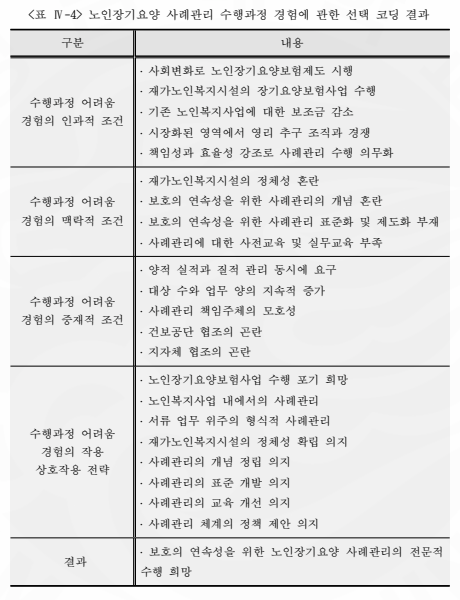 <표 Ⅳ-4> 노인장기요양 사례관리 수행과정 경험에 관한 선택 코딩 결과
구분
내용
수행과정 어려움
경험의 인과적 조건
· 사회변화로 노인장기요양보험제도 시행
· 재가노인복지시설의 장기요양보험사업 수행
· 기존 노인복지사업에 대한 보조금 감소
· 시장화된 영역에서 영리 추구 조직과 경쟁
· 책임성과 효율성 강조로 사례관리 수행 의무화
수행과정 어려움
경험의 맥락적 조건
· 재가노인복지시설의 정체성 혼란
· 보호의 연속성을 위한 사례관리의 개념 혼란
· 보호의 연속성을 위한 사례관리 표준화 및 제도화 부재
· 사례관리에 대한 사전교육 및 실무교육 부족
수행과정 어려움
경험의 중재적 조건
· 양적 실적과 질적 관리 동시에 요구
· 대상 수와 업무 양의 지속적 증가
· 사례관리 책임주체의 모호성
· 건보공단 협조의 곤란
· 지자체 협조의 곤란
수행과정 어려움
경험의 작용
상호작용 전략
· 노인장기요양보험사업 수행 포기 희망
· 노인복지사업 내에서의 사례관리
· 서류 업무 위주의 형식적 사례관리
· 재가노인복지시설의 정체성 확립 의지
· 사례관리의 개념 정립 의지
· 사례관리의 표준 개발 의지
· 사례관리의 교육 개선 의지
· 사례관리 체계의 정책 제안 의지
결과
· 보호의 연속성을 위한 노인장기요양 사례관리의 전문적
수행 희망